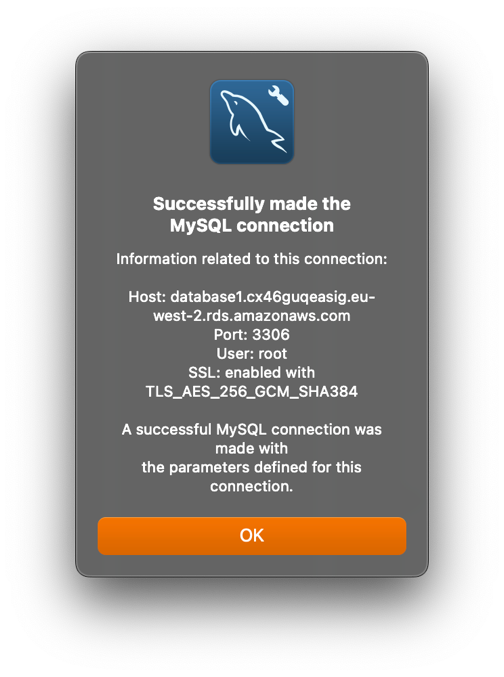 Successfully made the
MySQL connection
Information related to this connection:
Host: database1.cx46guqeasig.eu-
west-2.rds.amazonaws.com
Port: 3306
User: root
SSL: enabled with
TLS_AES_256_GCM_SHA384
A successful MySQL connection was
made with
the parameters defined for this
connection.
OK